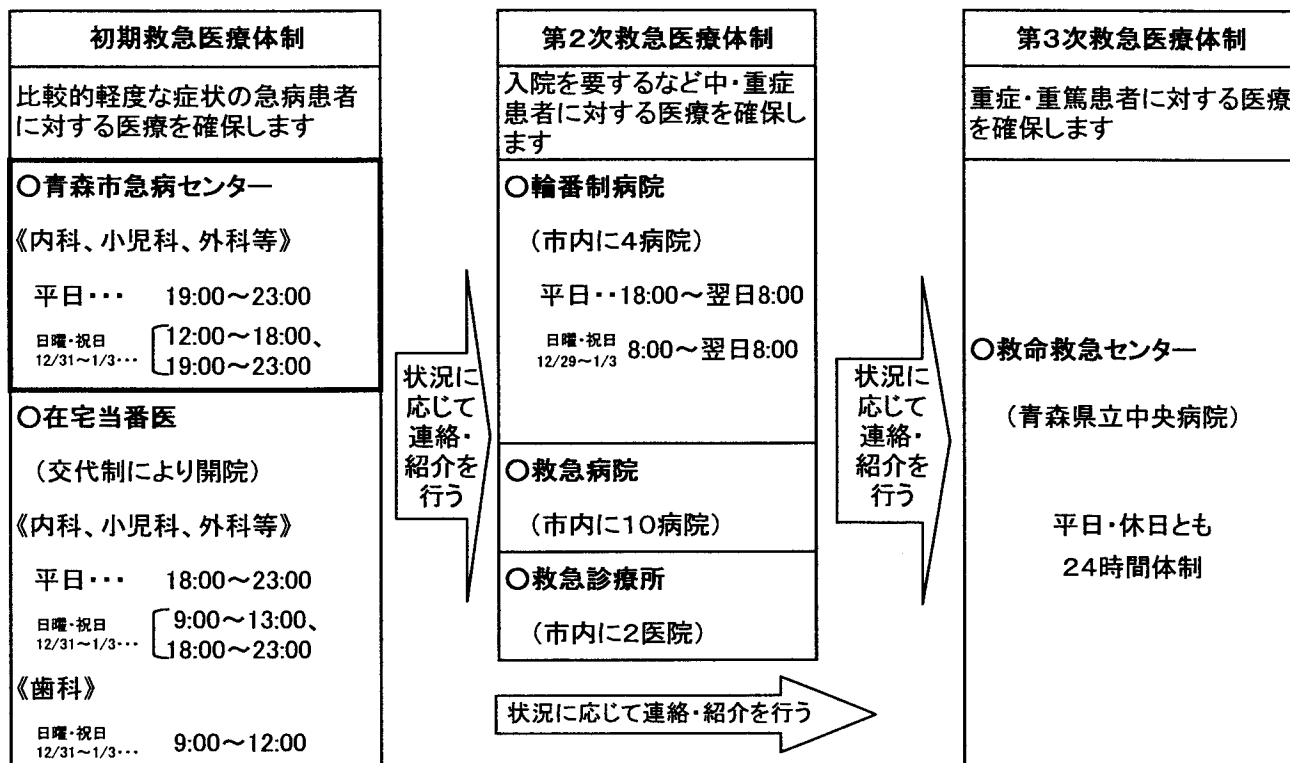 初期救急医療体制
比較的軽度な症状の急病患者
に対する医療を確保します
○青森市急病センター
《内科、小児科、外科等》
平日・・・ 19:00～23:00
日曜・祝日
12/31～1/3・・・
12:00～18:00、
19:00～23:00
○在宅当番医
（交代制により開院）
《内科、小児科、外科等》
平日・・・ 18:00～23:00
日曜・祝日
12/31～1/3・・・
9:00～13:00、
18:00～23:00
《歯科》
日曜・祝日
12/31～1/3・・・
9:00～12:00
状況に
応じて
連絡・
紹介を
行う
第2次救急医療体制
入院を要するなど中・重症
患者に対する医療を確保し
ます
○輪番制病院
（市内に4病院）
平日・・18:00～翌日8:00
日曜・祝日
12/29～1/3
8:00～翌日8:00
○救急病院
（市内に10病院）
○救急診療所
（市内に2医院）
状況に応じて連絡・紹介を行う
状況に
応じて
連絡・
紹介を
行う
第3次救急医療体制
重症・重篤患者に対する医療
を確保します
○救命救急センター
（青森県立中央病院）
平日・休日とも
24時間体制